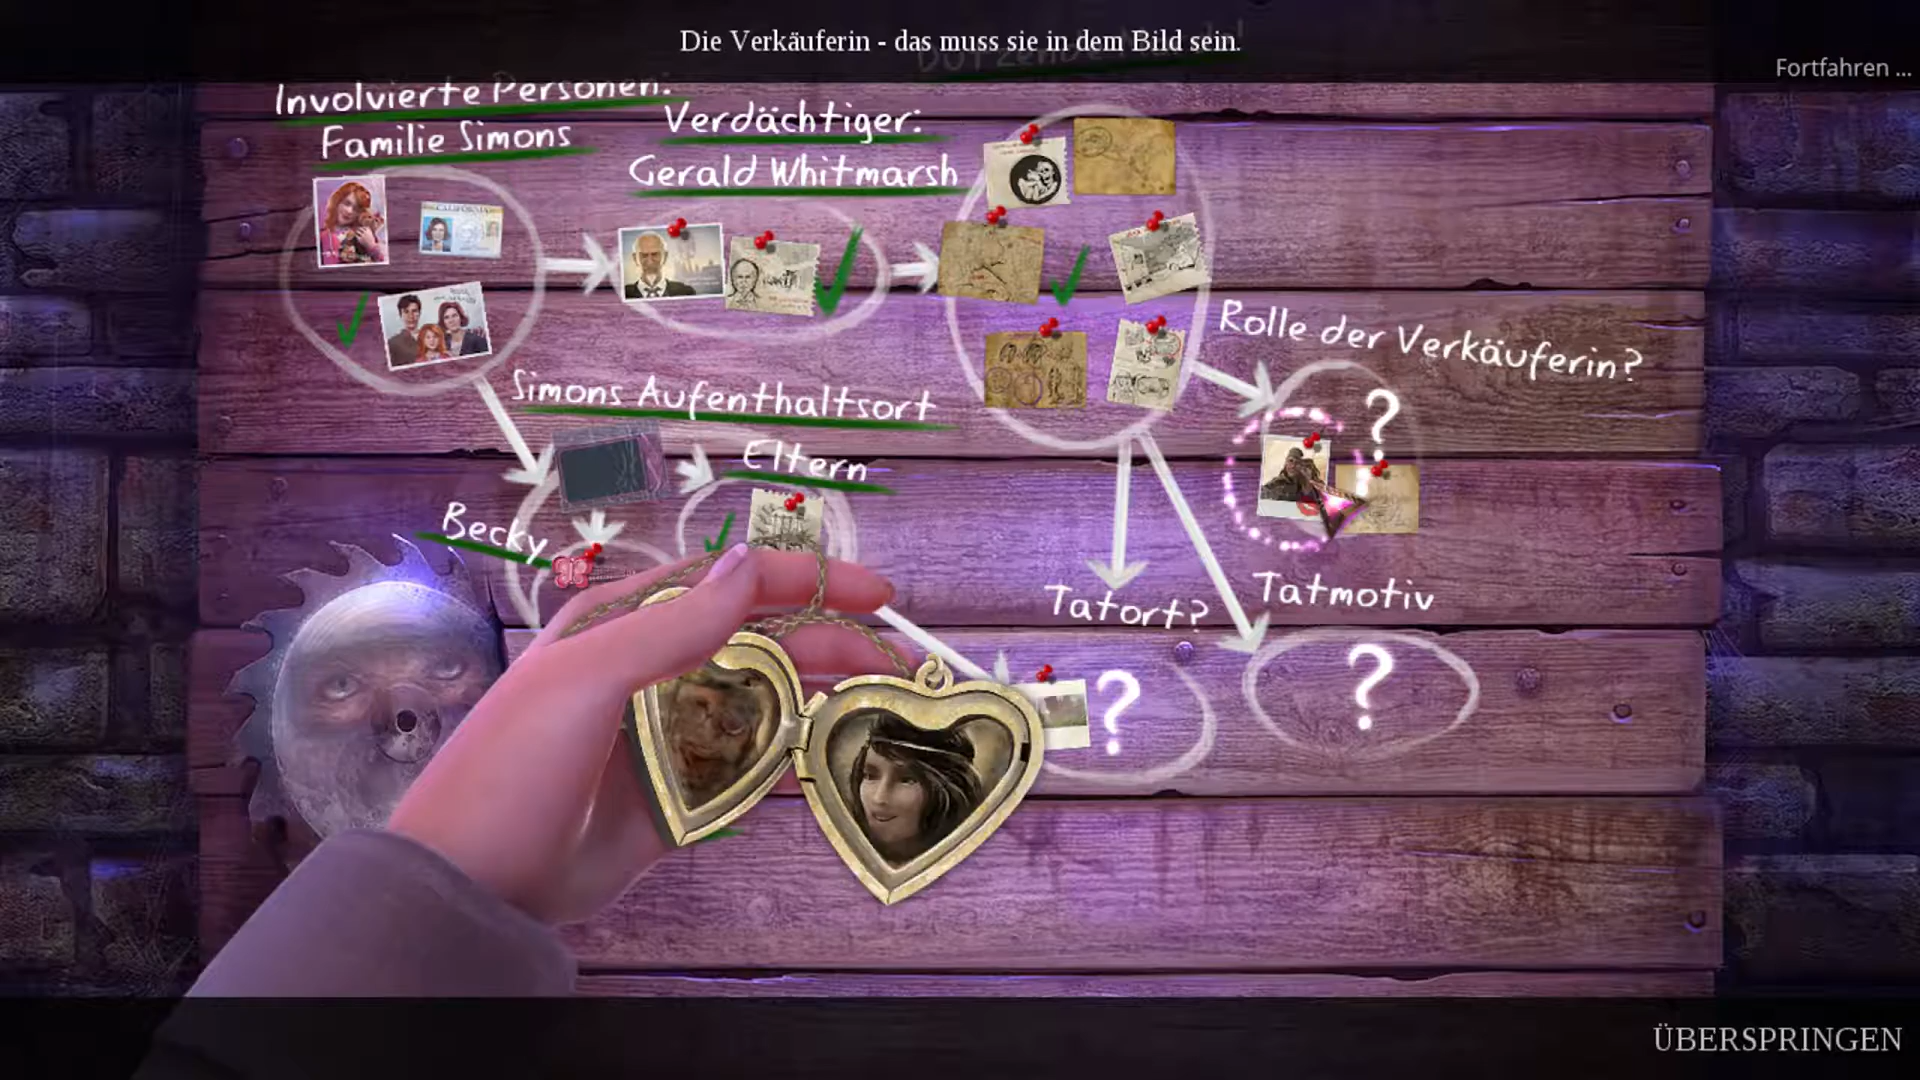 Die Verkäuferin - das muss sie in dem Bild sein.
Fortfahren ...
Involvierte Personen:
Familie Simons
Verdächtiger:
Gerald Whitmarsh
Rolle der Verkäuferin?
?
Simons Aufenthaltsort
Eltern
Becky
Tatort?
?
Tatmotiv
?
ÜBERSPRINGEN